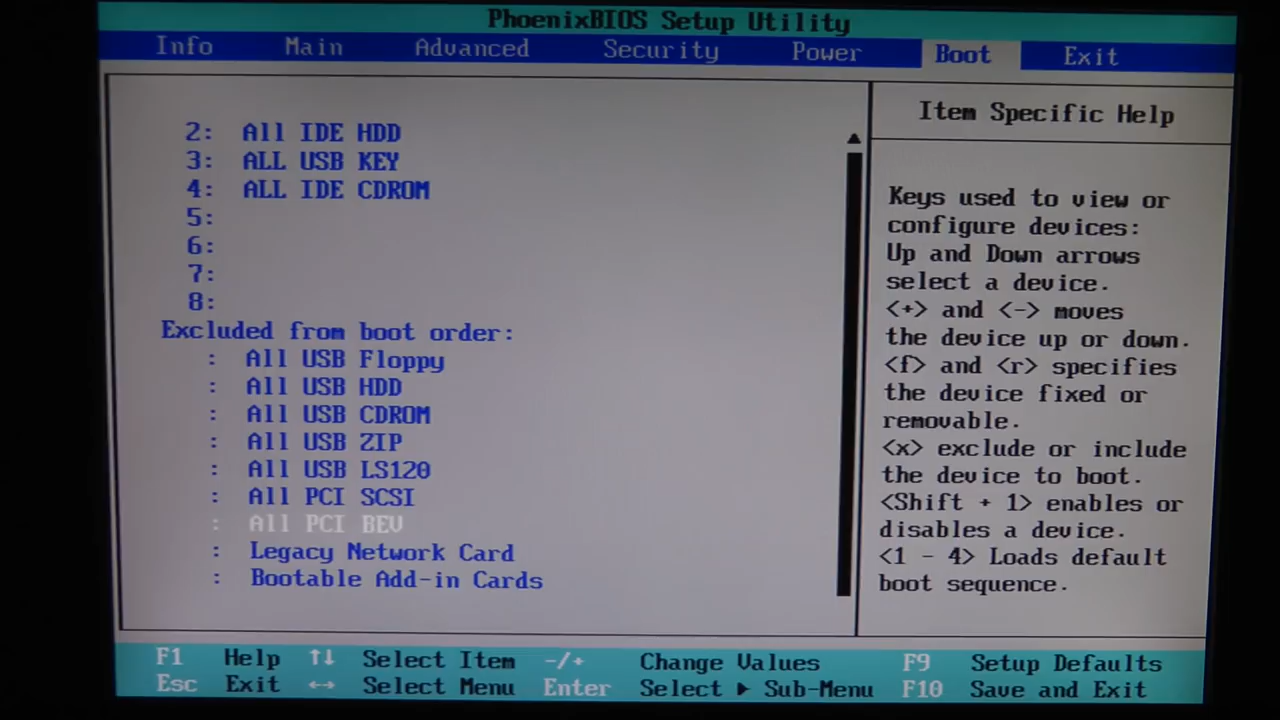 PhoenixBIOS Setup Utility
Info Main Advanced Security Power Boot Exit
2: All IDE HDD
3: ALL USB KEY
4: ALL IDE CDROM
5:
6:
7:
8:
Excluded from boot order:
: All USB Floppy
: All USB HDD
: All USB CDROM
: All USB ZIP
: All USB LS120
: All PCI SCSI
: All PCI BEV
: Legacy Network Card
: Bootable Add-in Cards
Item Specific Help
Keys used to view or
configure devices:
Up and Down arrows
select a device.
<+> and <-> moves
the device up or down.
<f> and <r> specifies
the device fixed or
removable.
<x> exclude or include
the device to boot.
<Shift + 1> enables or
disables a device.
<1 - 4> Loads default
boot sequence.
F1 Help ↑↓ Select Item -/+ Change Values F9 Setup Defaults
Esc Exit ↔ Select Menu Enter Select ▶ Sub-Menu F10 Save and Exit